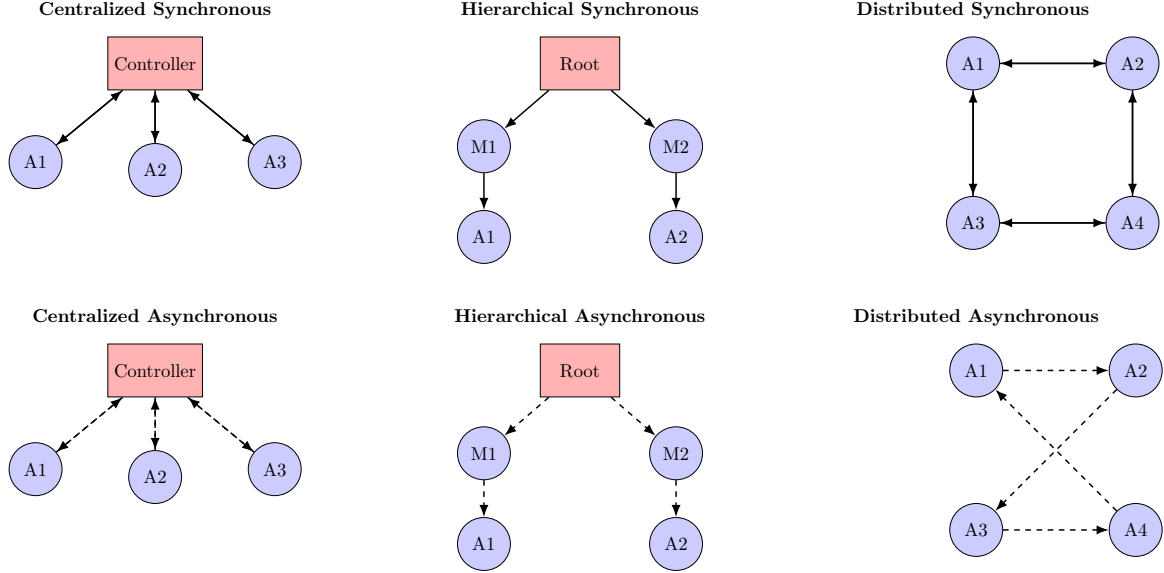 Centralized Synchronous
Controller
A1
A2
A3
Hierarchical Synchronous
Root
M1
M2
A1
A2
Distributed Synchronous
A1
A2
A3
A4
Centralized Asynchronous
Controller
A1
A2
A3
Hierarchical Asynchronous
Root
M1
M2
A1
A2
Distributed Asynchronous
A1
A2
A3
A4